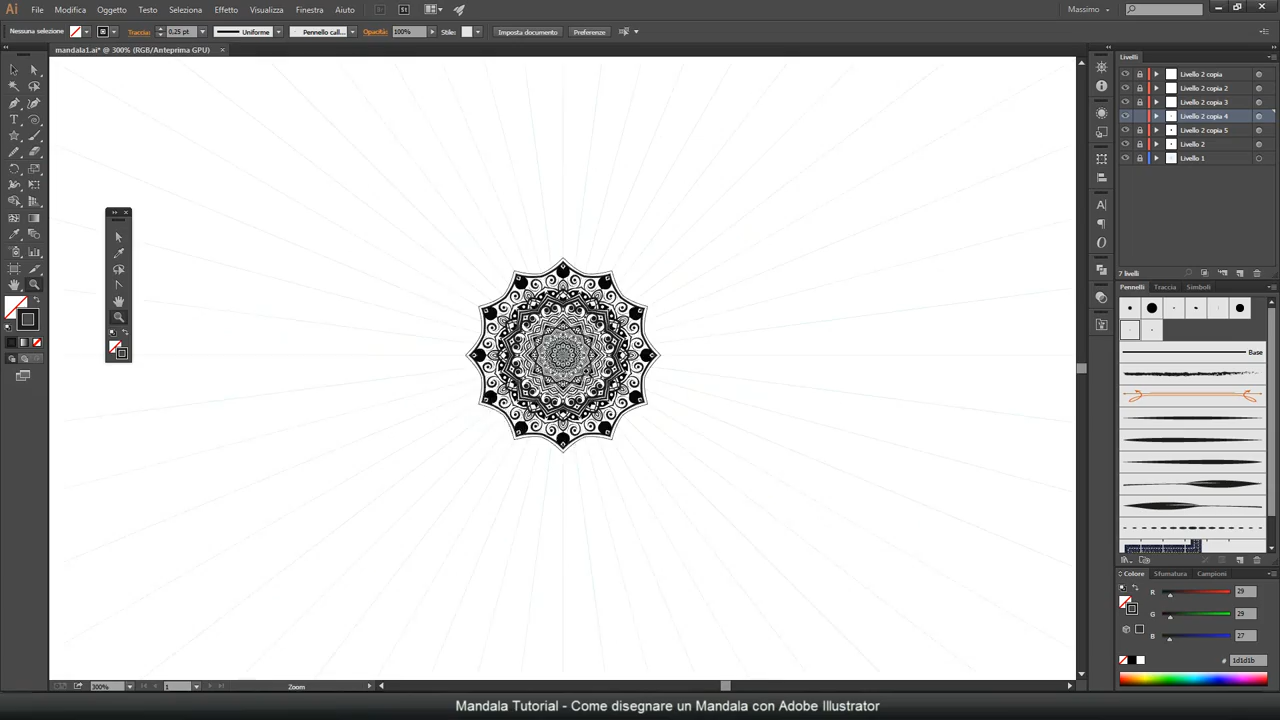 Ai File Modifica Oggetto Testo Seleziona Effetto Visualizza Finestra Aiuto Br St Massimo
Nessuna selezione Traccia: 0,25 pt Uniforme Pennello call... Opacità: 100% Stile: Imposta documento Preferenze
mandala1.ai* @ 300% (RGB/Anteprima GPU)
Livelli
Livello 2 copia
Livello 2 copia 2
Livello 2 copia 3
Livello 2 copia 4
Livello 2 copia 5
Livello 2
Livello 1
7 livelli
Pennelli Traccia Simboli
Base
Colore Sfumatura Campioni
R 29
G 29
B 27
# 1d1d1b
300% 1 Zoom
Mandala Tutorial - Come disegnare un Mandala con Adobe Illustrator